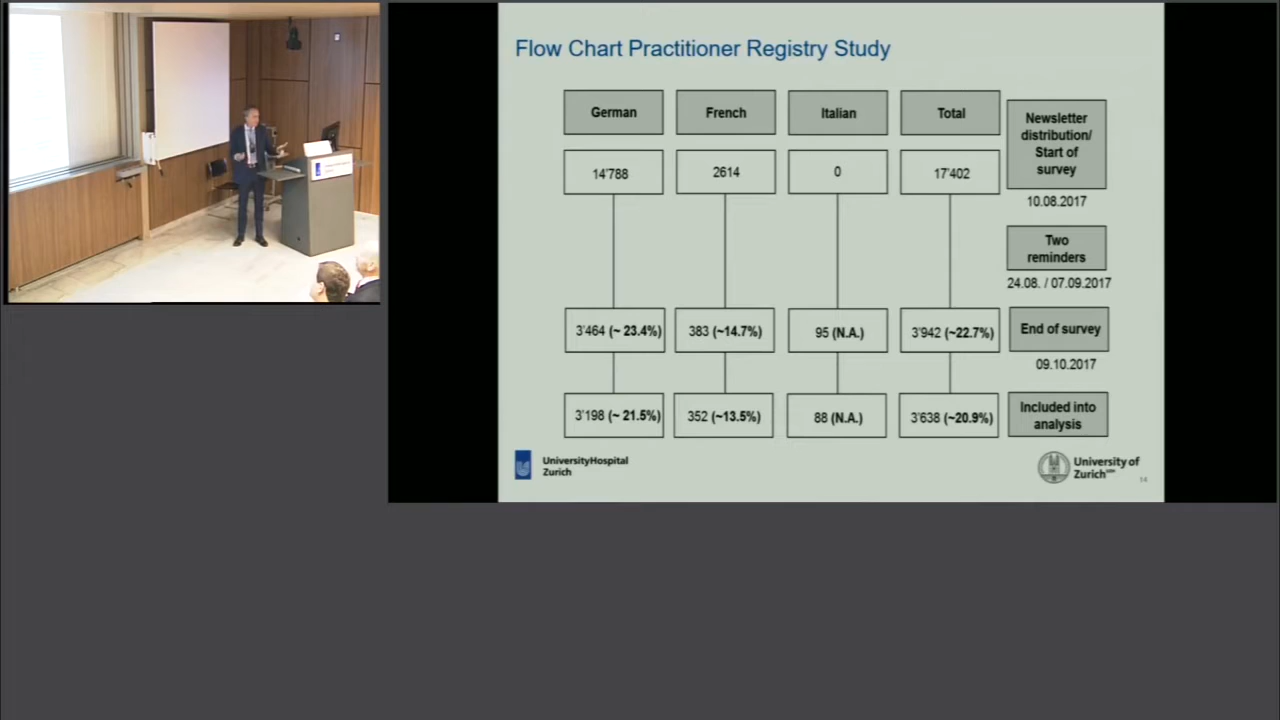 Flow Chart Practitioner Registry Study
German
French
Italian
Total
Newsletter
distribution/
Start of
survey
14'788
2614
0
17'402
10.08.2017
Two
reminders
24.08. / 07.09.2017
3'464 (~ 23.4%)
383 (~14.7%)
95 (N.A.)
3'942 (~22.7%)
End of survey
09.10.2017
3'198 (~ 21.5%)
352 (~13.5%)
88 (N.A.)
3'638 (~20.9%)
Included into
analysis
UniversityHospital
Zurich
University of
Zurich
14